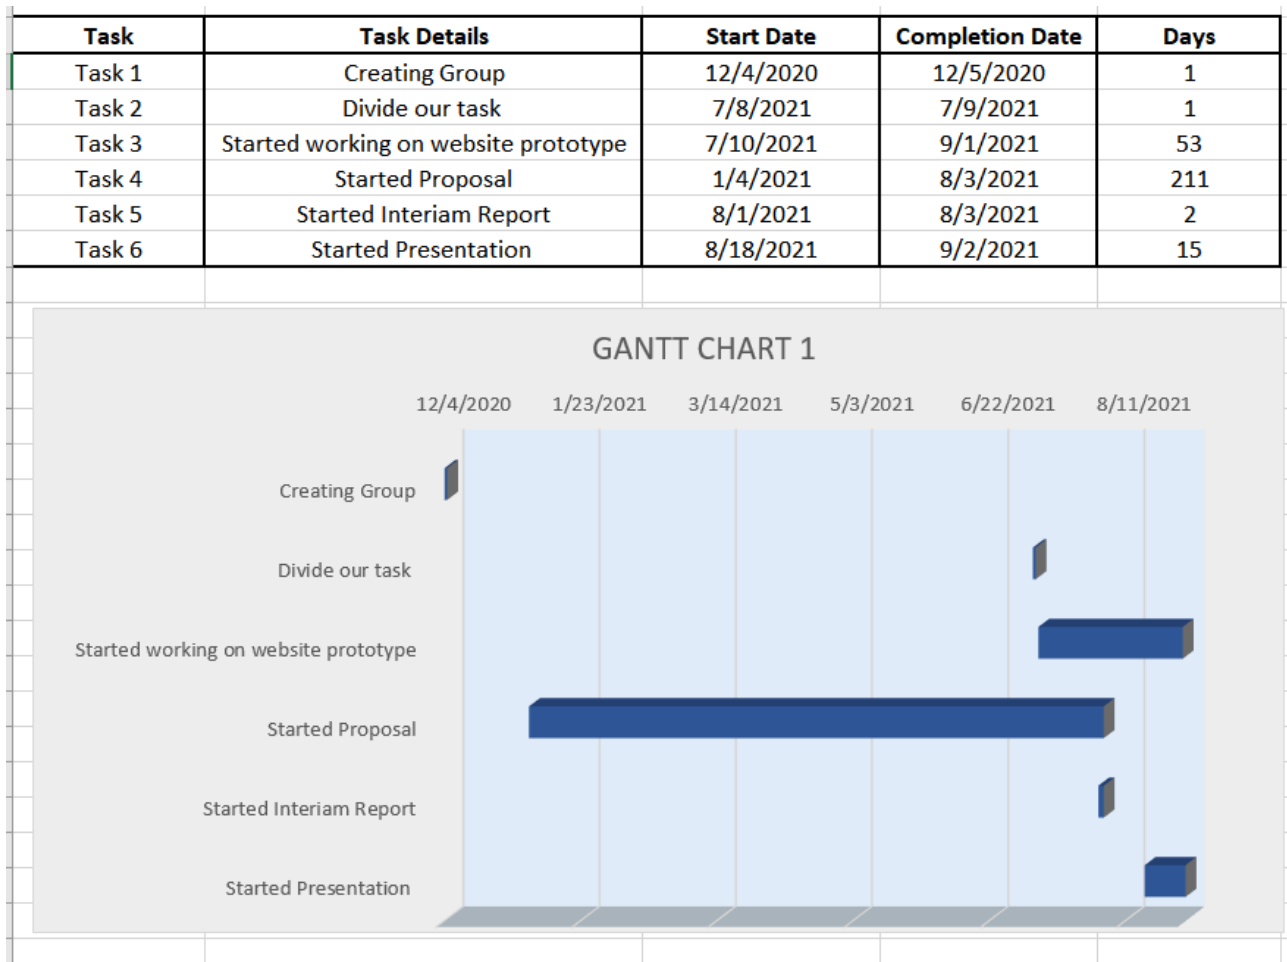 Task Task Details Start Date Completion Date Days
Task 1 Creating Group 12/4/2020 12/5/2020 1
Task 2 Divide our task 7/8/2021 7/9/2021 1
Task 3 Started working on website prototype 7/10/2021 9/1/2021 53
Task 4 Started Proposal 1/4/2021 8/3/2021 211
Task 5 Started Interiam Report 8/1/2021 8/3/2021 2
Task 6 Started Presentation 8/18/2021 9/2/2021 15
GANTT CHART 1
12/4/2020 1/23/2021 3/14/2021 5/3/2021 6/22/2021 8/11/2021
Creating Group
Divide our task
Started working on website prototype
Started Proposal
Started Interiam Report
Started Presentation